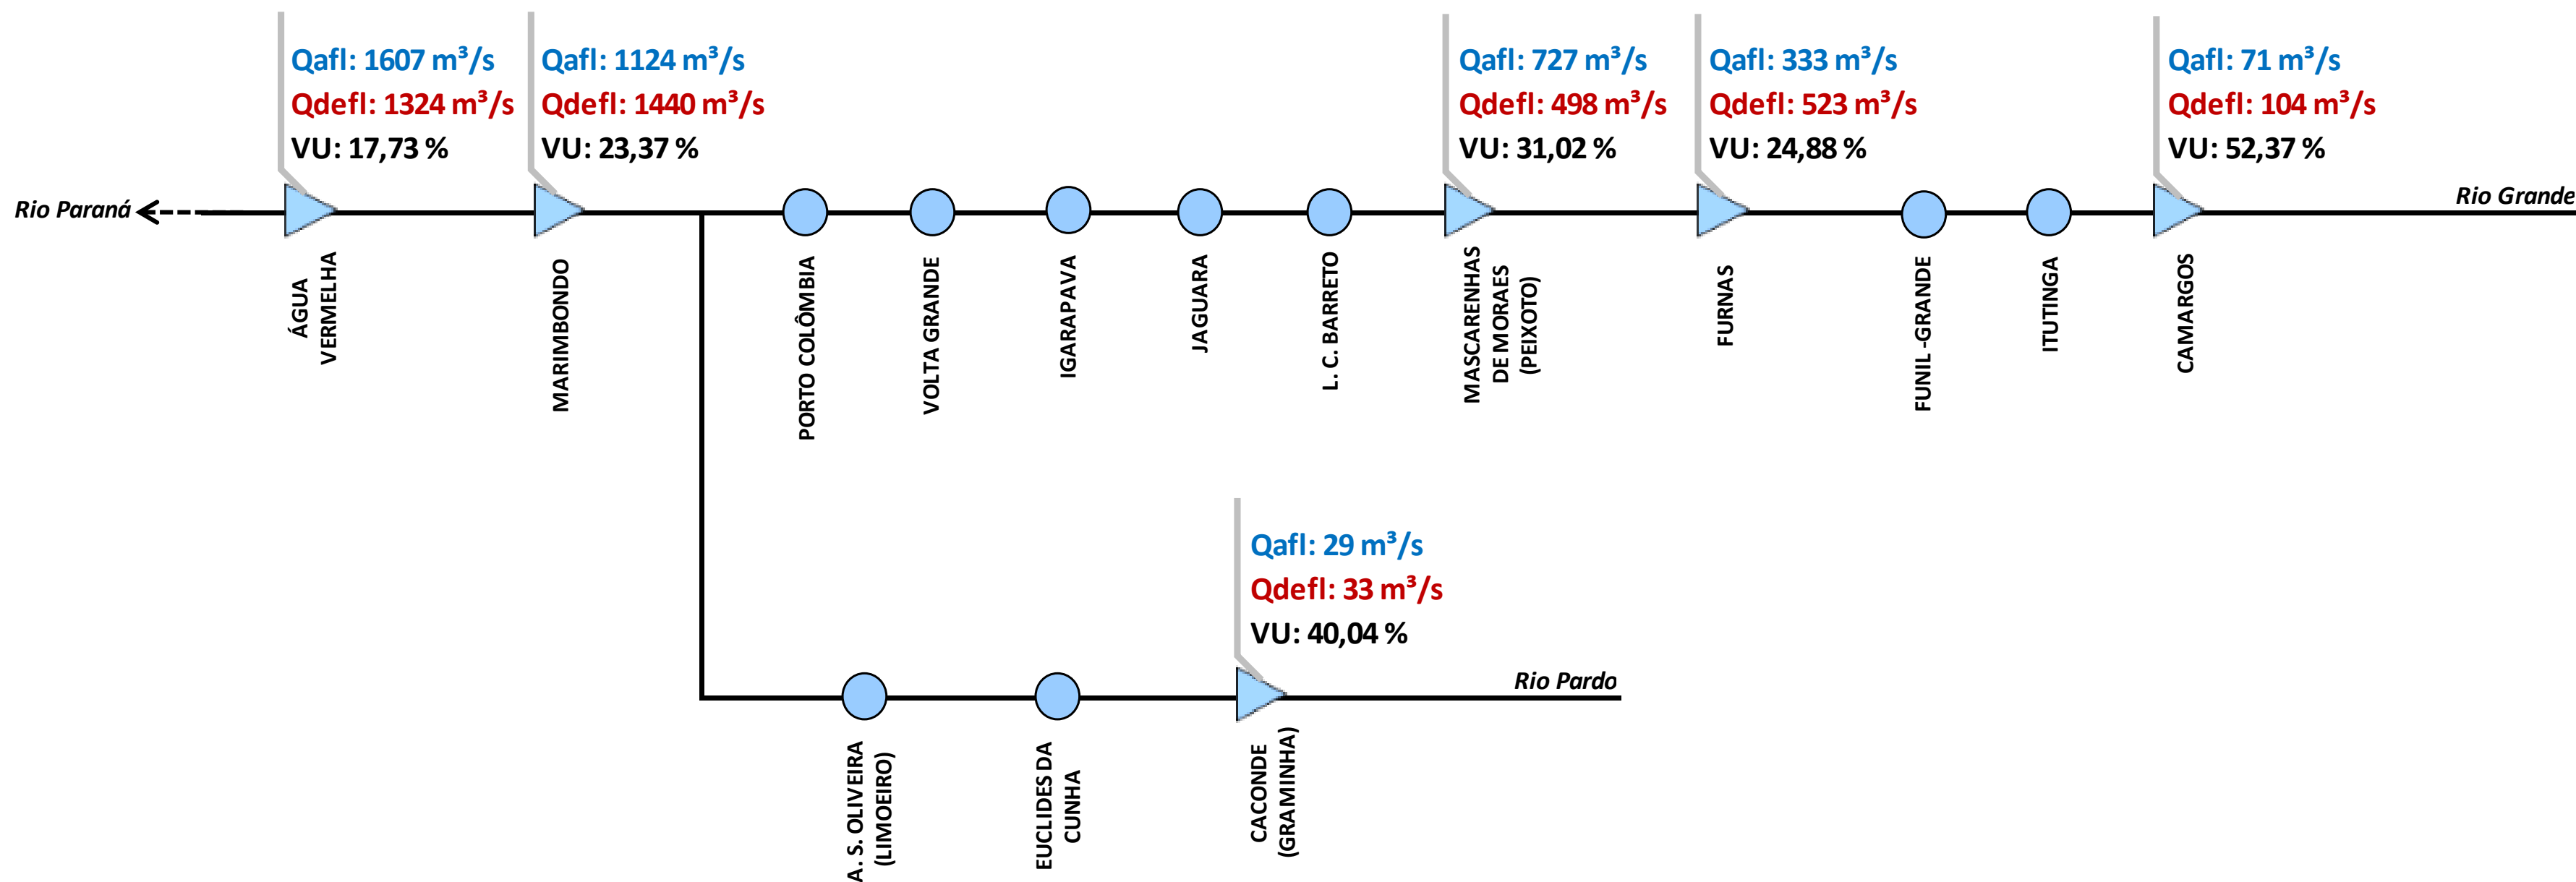 Qafl: 1607 m³/s
Qdefl: 1324 m³/s
VU: 17,73 %
Qafl: 1124 m³/s
Qdefl: 1440 m³/s
VU: 23,37 %
Qafl: 727 m³/s
Qdefl: 498 m³/s
VU: 31,02 %
Qafl: 333 m³/s
Qdefl: 523 m³/s
VU: 24,88 %
Qafl: 71 m³/s
Qdefl: 104 m³/s
VU: 52,37 %
Rio Paraná
Rio Grande
ÁGUA
VERMELHA
MARIMBONDO
PORTO COLÔMBIA
VOLTA GRANDE
IGARAPAVA
JAGUARA
L. C. BARRETO
MASCARENHAS
DE MORAES
(PEIXOTO)
FURNAS
FUNIL -GRANDE
ITUTINGA
CAMARGOS
Qafl: 29 m³/s
Qdefl: 33 m³/s
VU: 40,04 %
Rio Pardo
A. S. OLIVEIRA
(LIMOEIRO)
EUCLIDES DA
CUNHA
CACONDE
(GRAMINHA)